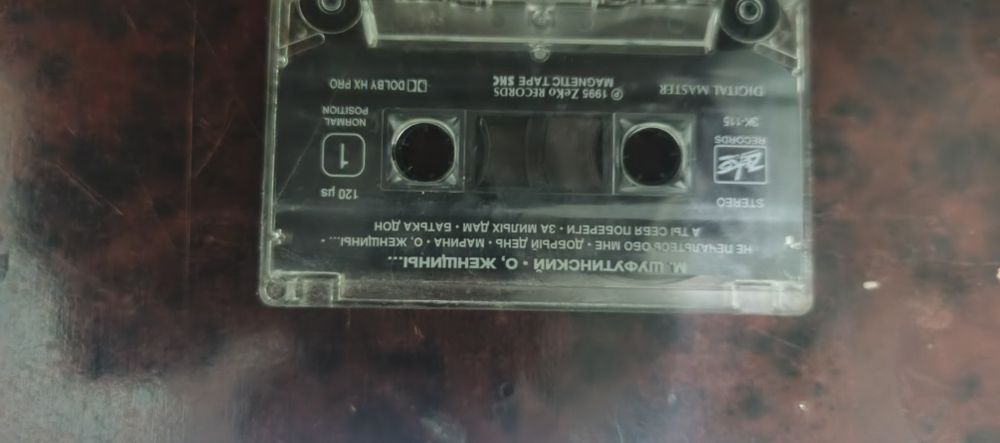 М. ШУФУТИНСКИЙ • О, ЖЕНЩИНЫ...
НЕ ПЕЧАЛЬТЕСЬ ОБО МНЕ • ДОБРЫЙ ДЕНЬ • МАРИНА • О, ЖЕНЩИНЫ... •
А ТЫ СЕБЯ ПОБЕРЕГИ • ЗА МИЛЫХ ДАМ • БАТЬКА ДОН
STEREO
ZeKo
RECORDS
ЗК-115
120 µs
1
NORMAL
POSITION
DIGITAL MASTER
℗ 1995 ZeKo RECORDS
MAGNETIC TAPE SKC
DOLBY HX PRO